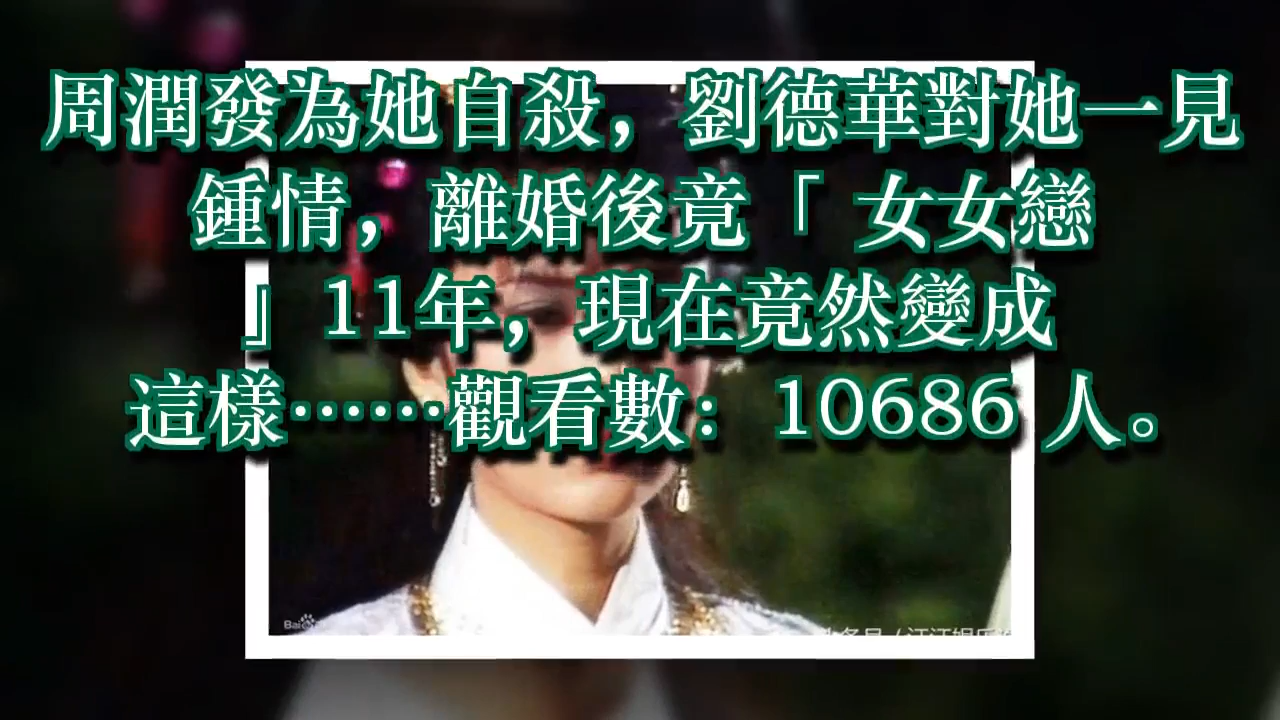 周潤發為她自殺，劉德華對她一見
鍾情，離婚後竟「 女女戀
』 11年，現在竟然變成
這樣……觀看數：10686 人。
Bai